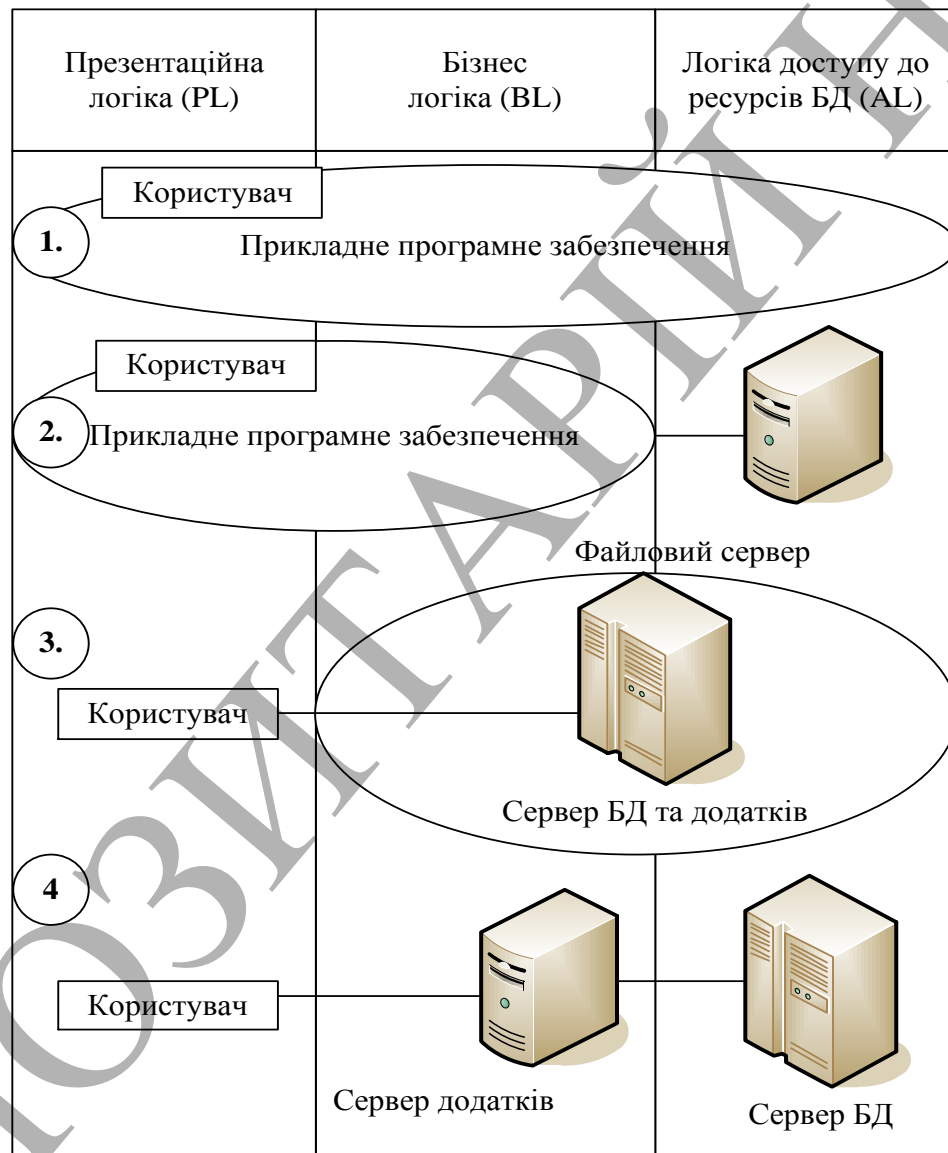 Презентаційна
логіка (PL)
Бізнес
логіка (BL)
Логіка доступу до
ресурсів БД (AL)
Користувач
1.
Прикладне програмне забезпечення
Користувач
2.
Прикладне програмне забезпечення
Файловий сервер
3.
Користувач
Сервер БД та додатків
4
Користувач
Сервер додатків
Сервер БД
ПОЗИТАРІЙ Н